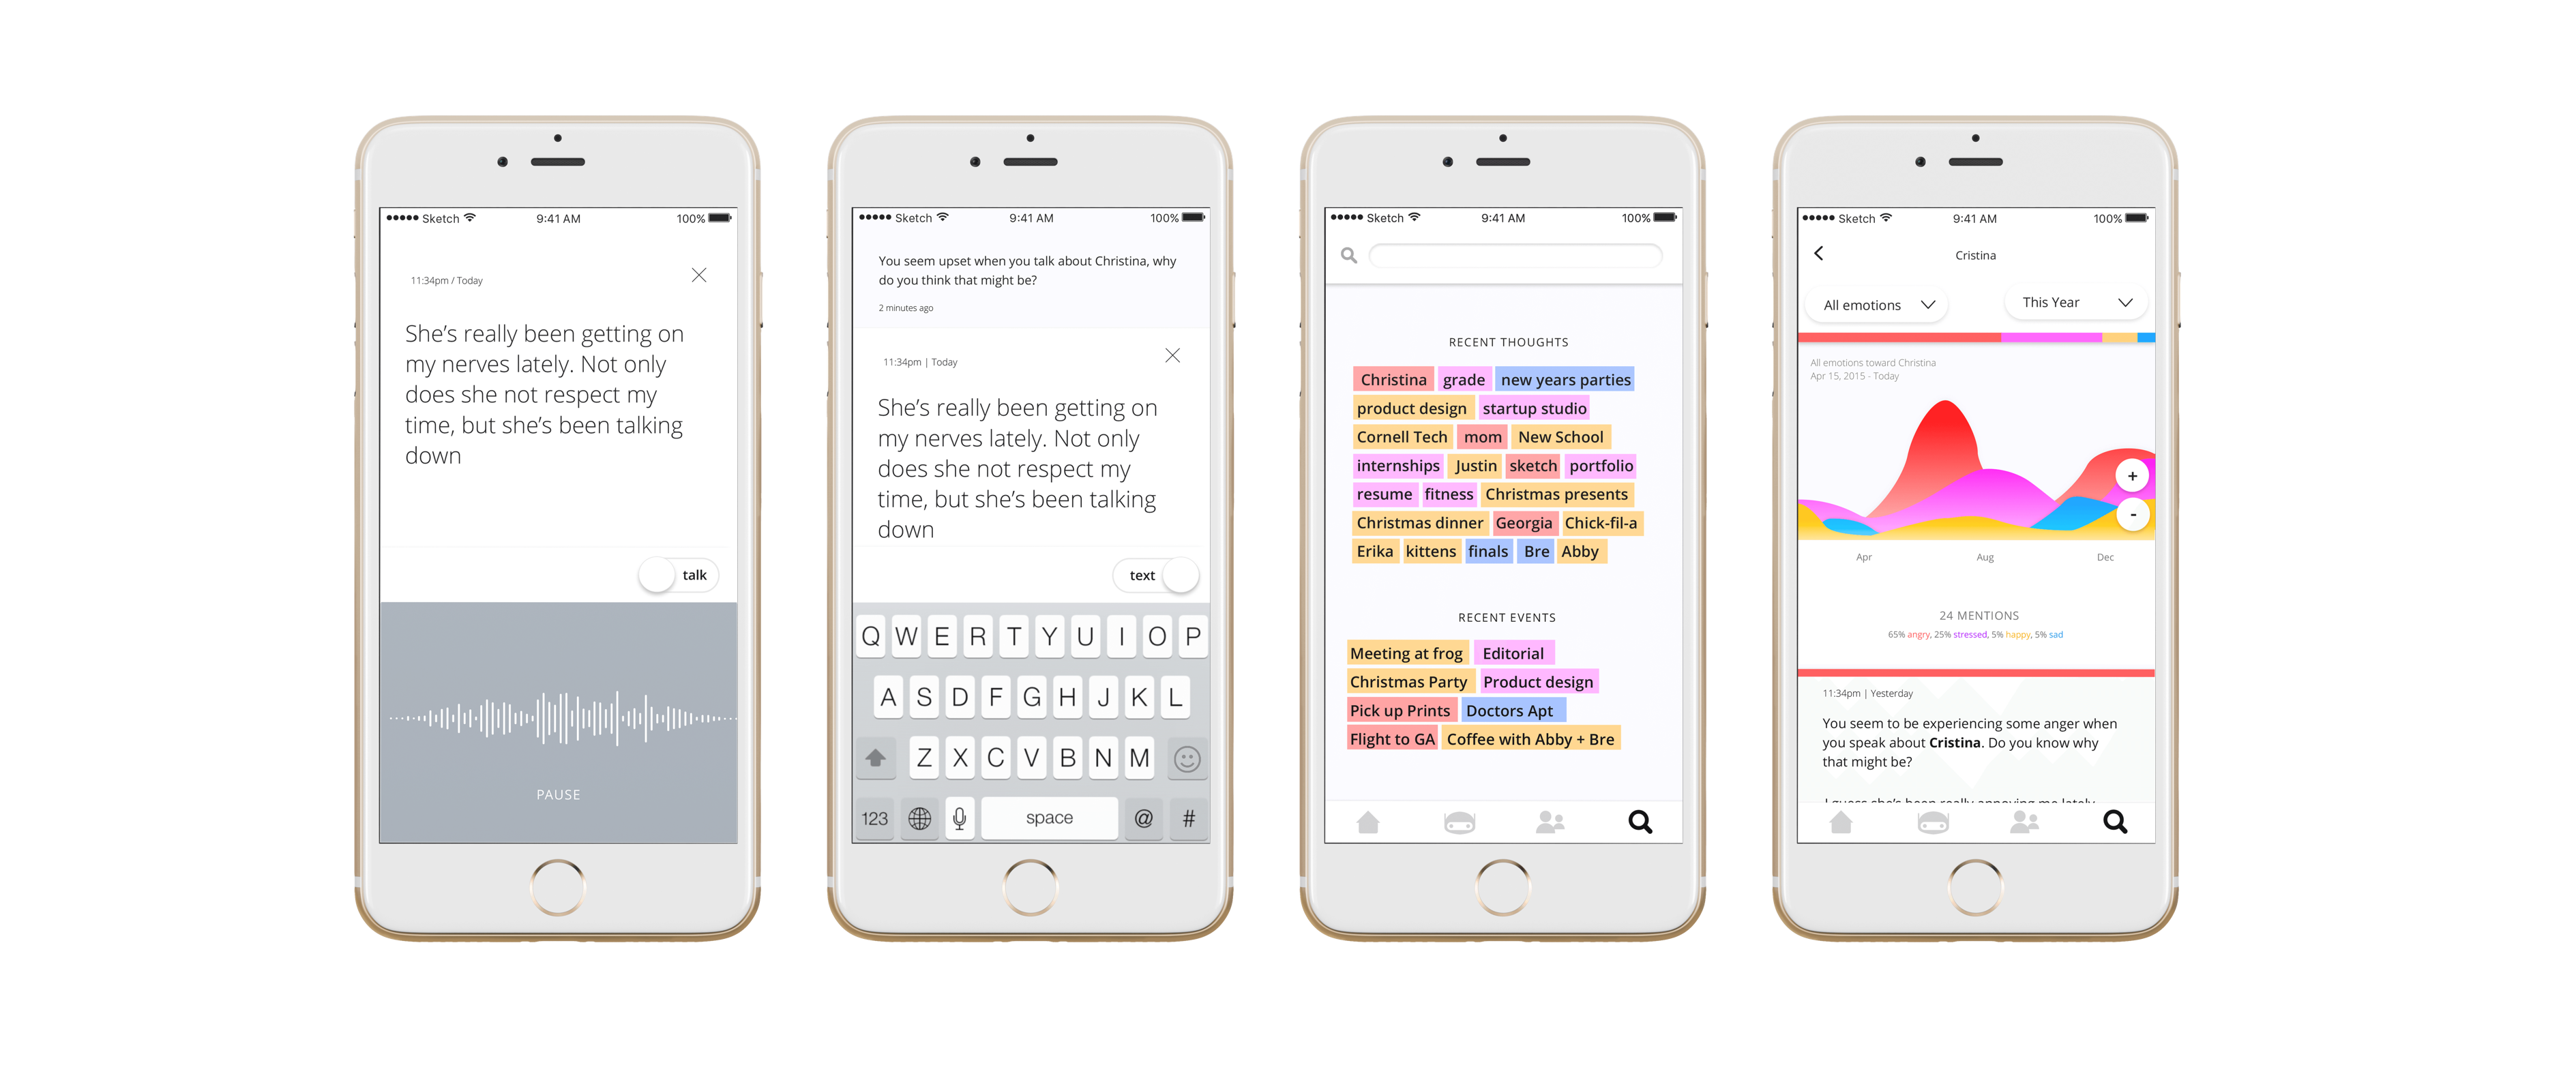 Sketch 9:41 AM 100%
11:34pm / Today
She’s really been getting on
my nerves lately. Not only
does she not respect my
time, but she’s been talking
down
talk
PAUSE
Sketch 9:41 AM 100%
You seem upset when you talk about Christina, why
do you think that might be?
2 minutes ago
11:34pm | Today
She’s really been getting on
my nerves lately. Not only
does she not respect my
time, but she’s been talking
down
text
Q W E R T Y U I O P
A S D F G H J K L
Z X C V B N M
123 space @ #
Sketch 9:41 AM 100%
RECENT THOUGHTS
Christina grade new years parties
product design startup studio
Cornell Tech mom New School
internships Justin sketch portfolio
resume fitness Christmas presents
Christmas dinner Georgia Chick-fil-a
Erika kittens finals Bre Abby
RECENT EVENTS
Meeting at frog Editorial
Christmas Party Product design
Pick up Prints Doctors Apt
Flight to GA Coffee with Abby + Bre
Sketch 9:41 AM 100%
Cristina
All emotions This Year
All emotions toward Christina
Apr 15, 2015 - Today
+
-
Apr Aug Dec
24 MENTIONS
65% angry, 25% stressed, 5% happy, 5% sad
11:34pm | Yesterday
You seem to be experiencing some anger when
you speak about Cristina. Do you know why
that might be?
I guess she’s been really annoying me lately